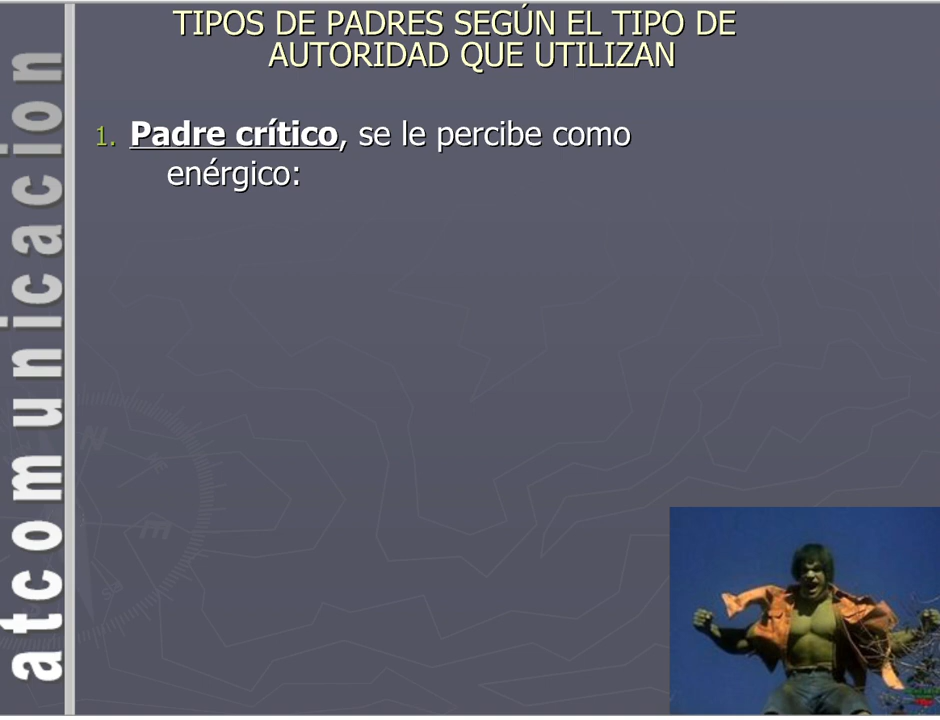 TIPOS DE PADRES SEGÚN EL TIPO DE
AUTORIDAD QUE UTILIZAN
1. Padre crítico, se le percibe como
enérgico:
atcomunicacion
N
E